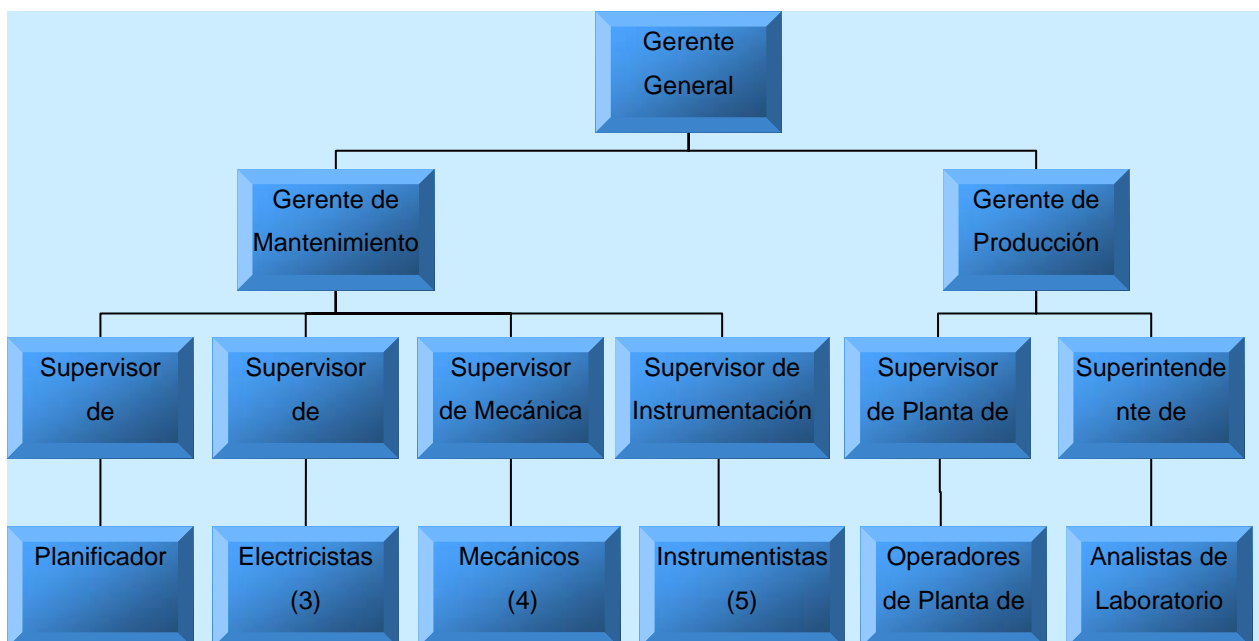 Gerente
General
Gerente de
Mantenimiento
Gerente de
Producción
Supervisor
de
Supervisor
de
Supervisor
de Mecánica
Supervisor de
Instrumentación
Supervisor
de Planta de
Superintende
nte de
Planificador
Electricistas
(3)
Mecánicos
(4)
Instrumentistas
(5)
Operadores
de Planta de
Analistas de
Laboratorio